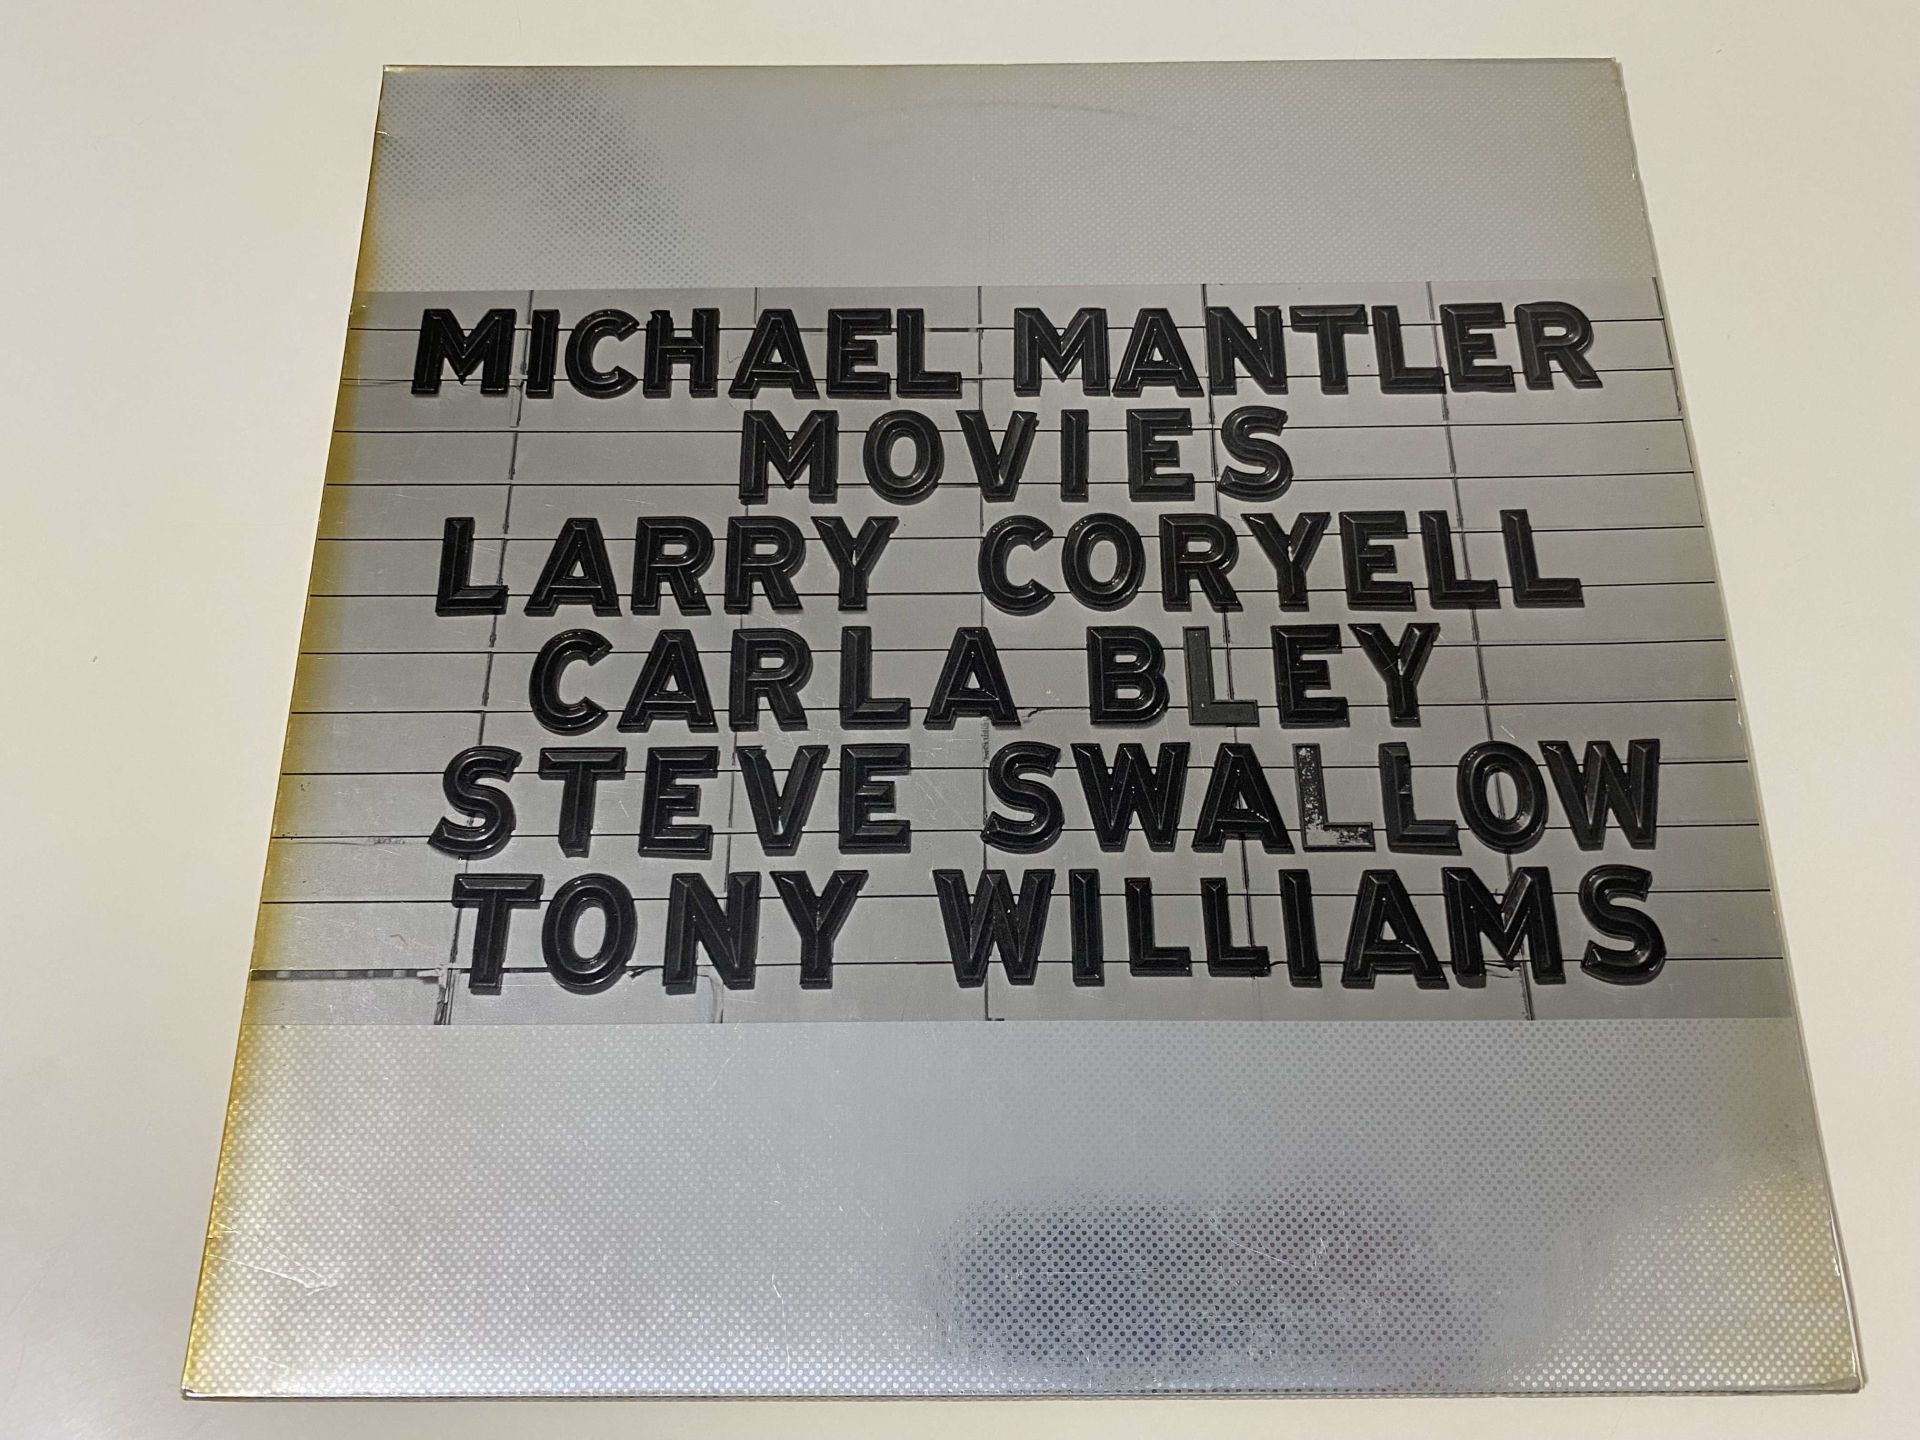 MICHAEL MANTLER
MOVIES
LARRY CORYELL
CARLA BLEY
STEVE SWALLOW
TONY WILLIAMS